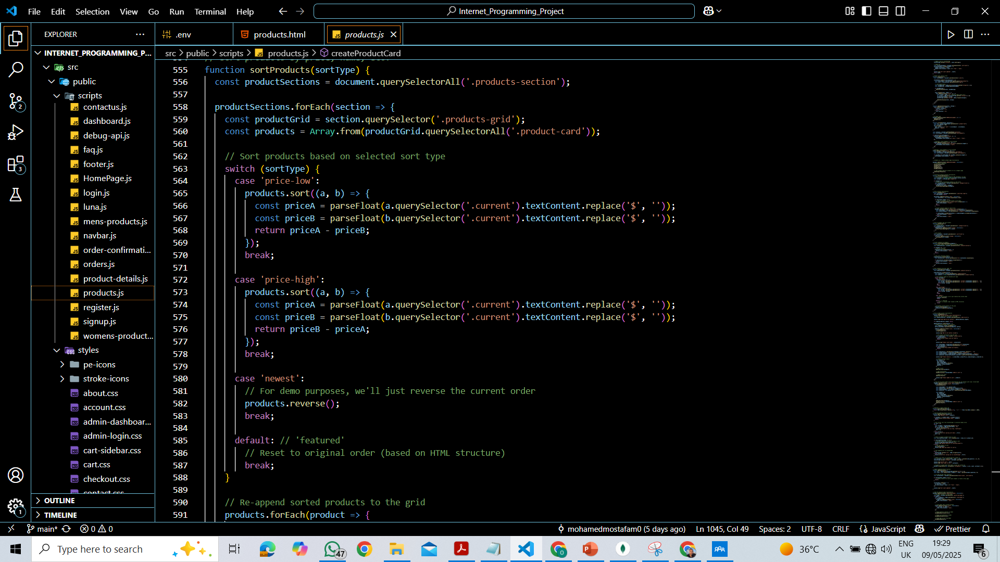 File Edit Selection View Go Run Terminal Help
Internet_Programming_Project
EXPLORER
.env
products.html
products.js
INTERNET_PROGRAMMING_P...
src > public > scripts > products.js > createProductCard
src
public
scripts
contactus.js
dashboard.js
debug-api.js
faq.js
footer.js
HomePage.js
login.js
luna.js
mens-products.js
navbar.js
order-confirmati...
orders.js
product-details.js
products.js
register.js
signup.js
womens-product...
styles
pe-icons
stroke-icons
about.css
account.css
admin-dashboar...
admin-login.css
cart-sidebar.css
cart.css
checkout.css
contact.css
OUTLINE
TIMELINE
2
3
1
555 function sortProducts(sortType) {
556 const productSections = document.querySelectorAll('.products-section');
557
558 productSections.forEach(section => {
559 const productGrid = section.querySelector('.products-grid');
560 const products = Array.from(productGrid.querySelectorAll('.product-card'));
561
562 // Sort products based on selected sort type
563 switch (sortType) {
564 case 'price-low':
565 products.sort((a, b) => {
566 const priceA = parseFloat(a.querySelector('.current').textContent.replace('$', ''));
567 const priceB = parseFloat(b.querySelector('.current').textContent.replace('$', ''));
568 return priceA - priceB;
569 });
570 break;
571
572 case 'price-high':
573 products.sort((a, b) => {
574 const priceA = parseFloat(a.querySelector('.current').textContent.replace('$', ''));
575 const priceB = parseFloat(b.querySelector('.current').textContent.replace('$', ''));
576 return priceB - priceA;
577 });
578 break;
579
580 case 'newest':
581 // For demo purposes, we'll just reverse the current order
582 products.reverse();
583 break;
584
585 default: // 'featured'
586 // Reset to original order (based on HTML structure)
587 break;
588 }
589
590 // Re-append sorted products to the grid
591 products.forEach(product => {
main* 0 0
mohamedmostafam0 (5 days ago) Ln 1045, Col 49 Spaces: 2 UTF-8 CRLF {} JavaScript Prettier
Type here to search
47
36°C
ENG
UK
19:29
09/05/2025
6